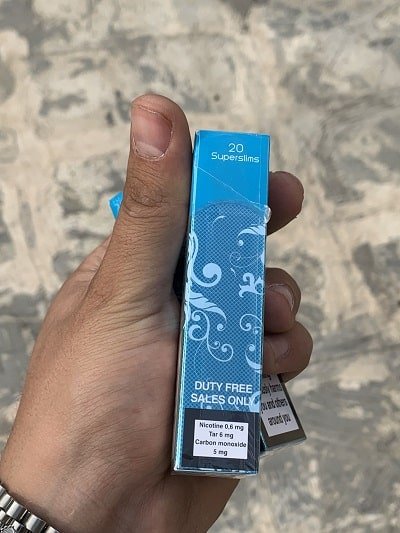 20
Superslims
DUTY FREE
SALES ONLY
Nicotine 0,6 mg
Tar 6 mg
Carbon monoxide
5 mg
you and others
around you